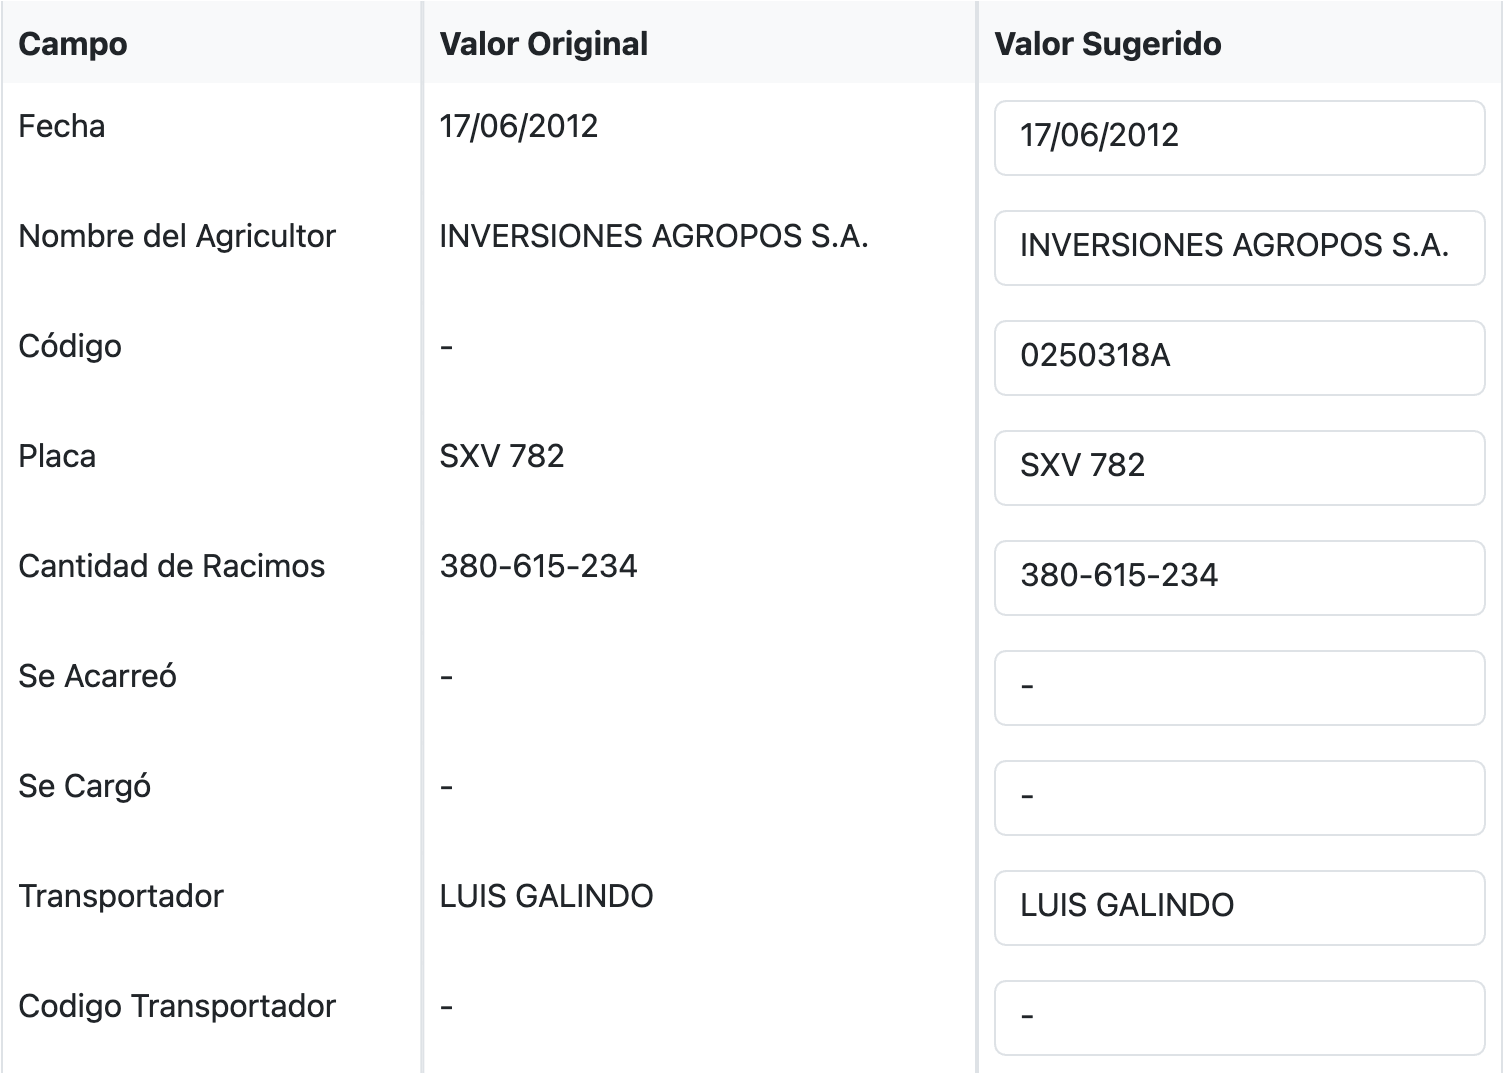 Campo Valor Original Valor Sugerido
Fecha 17/06/2012 17/06/2012
Nombre del Agricultor INVERSIONES AGROPOS S.A. INVERSIONES AGROPOS S.A.
Código - 0250318A
Placa SXV 782 SXV 782
Cantidad de Racimos 380-615-234 380-615-234
Se Acarreó - -
Se Cargó - -
Transportador LUIS GALINDO LUIS GALINDO
Codigo Transportador - -